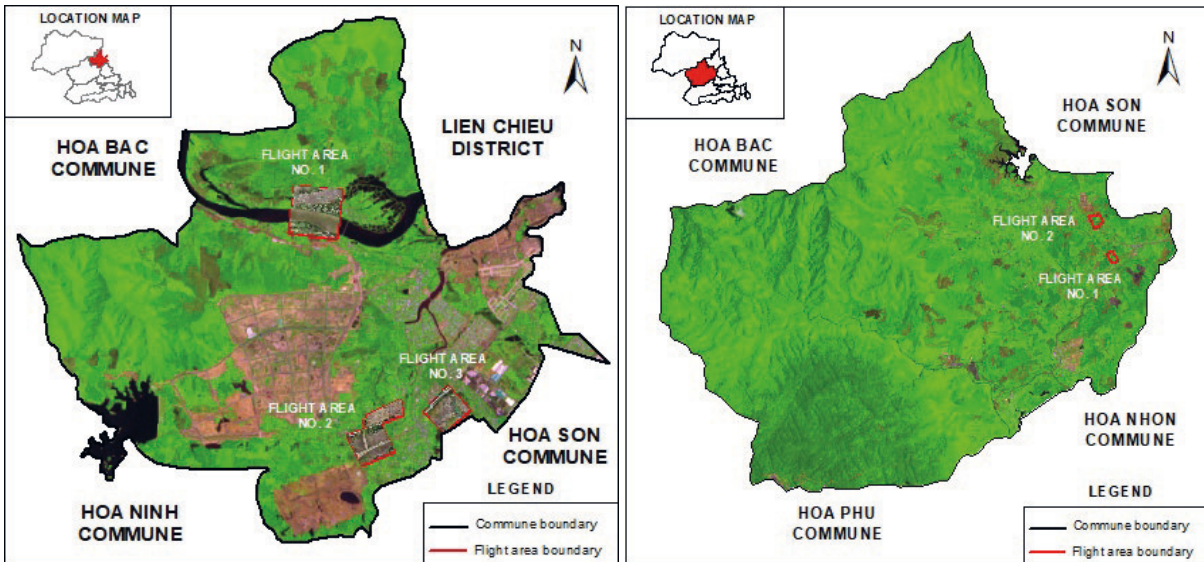 LOCATION MAP
N
HOA BAC
COMMUNE
LIEN CHIEU
DISTRICT
FLIGHT AREA
NO. 1
FLIGHT AREA
NO. 3
FLIGHT AREA
NO. 2
HOA SON
COMMUNE
HOA NINH
COMMUNE
LEGEND
Commune boundary
Flight area boundary
LOCATION MAP
N
HOA SON
COMMUNE
HOA BAC
COMMUNE
FLIGHT AREA
NO. 2
FLIGHT AREA
NO. 1
HOA NHON
COMMUNE
HOA PHU
COMMUNE
LEGEND
Commune boundary
Flight area boundary